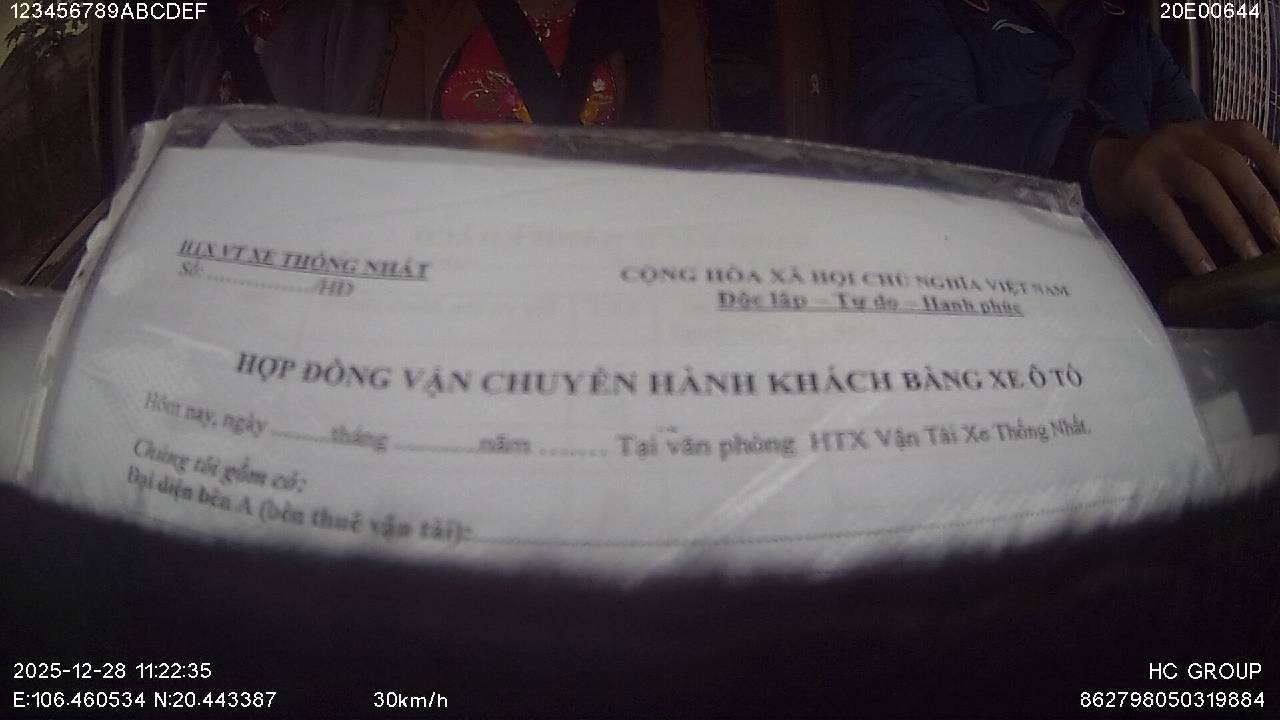 123456789ABCDEF
20E00644
HTX VT XE THỐNG NHẤT
Số: ................/HD
CỘNG HÒA XÃ HỘI CHỦ NGHĨA VIỆT NAM
Độc lập – Tự do – Hạnh phúc
HỢP ĐỒNG VẬN CHUYỂN HÀNH KHÁCH BẰNG XE Ô TÔ
Hôm nay, ngày ..........tháng ...............năm ........ Tại văn phòng HTX Vận Tải Xe Thống Nhất.
Chúng tôi gồm có:
Đại diện bên A (bên thuê vận tải):
2025-12-28 11:22:35
HC GROUP
E:106.460534 N:20.443387
30km/h
862798050319884